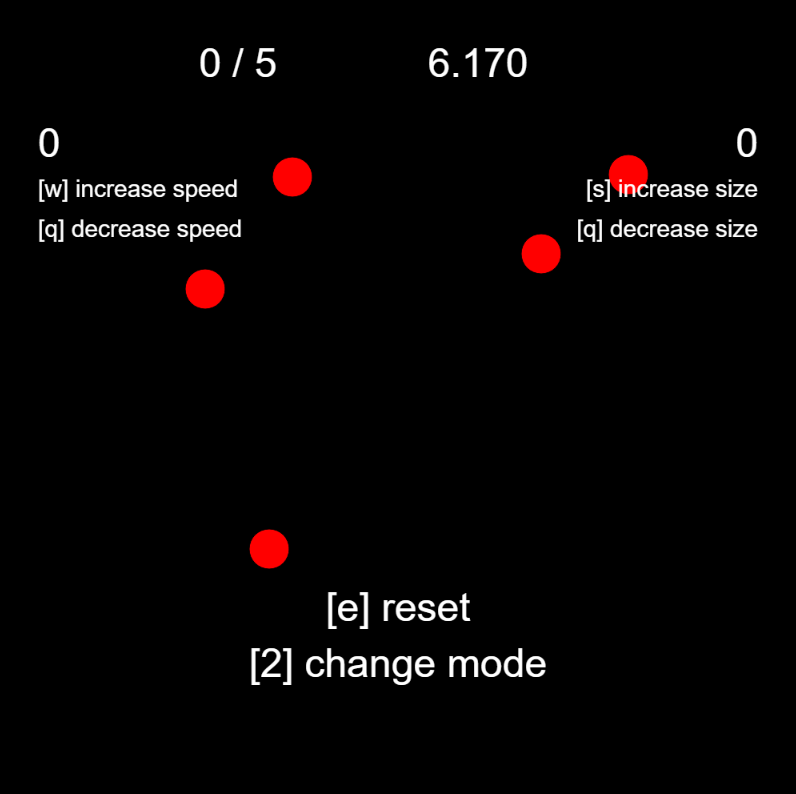 0 / 5 6.170
0 0
[w] increase speed [s] increase size
[q] decrease speed [q] decrease size
[e] reset
[2] change mode